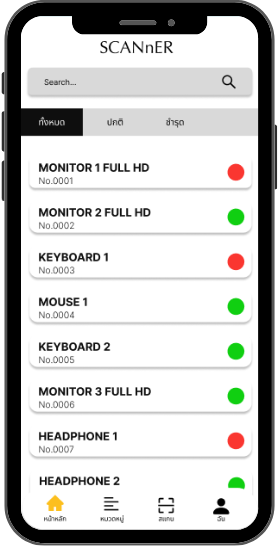 SCANnER
Search...
ทั้งหมด ปกติ ชำรุด
MONITOR 1 FULL HD
No.0001
MONITOR 2 FULL HD
No.0002
KEYBOARD 1
No.0003
MOUSE 1
No.0004
KEYBOARD 2
No.0005
MONITOR 3 FULL HD
No.0006
HEADPHONE 1
No.0007
HEADPHONE 2
หน้าหลัก หมวดหมู่ สแกน ฉัน